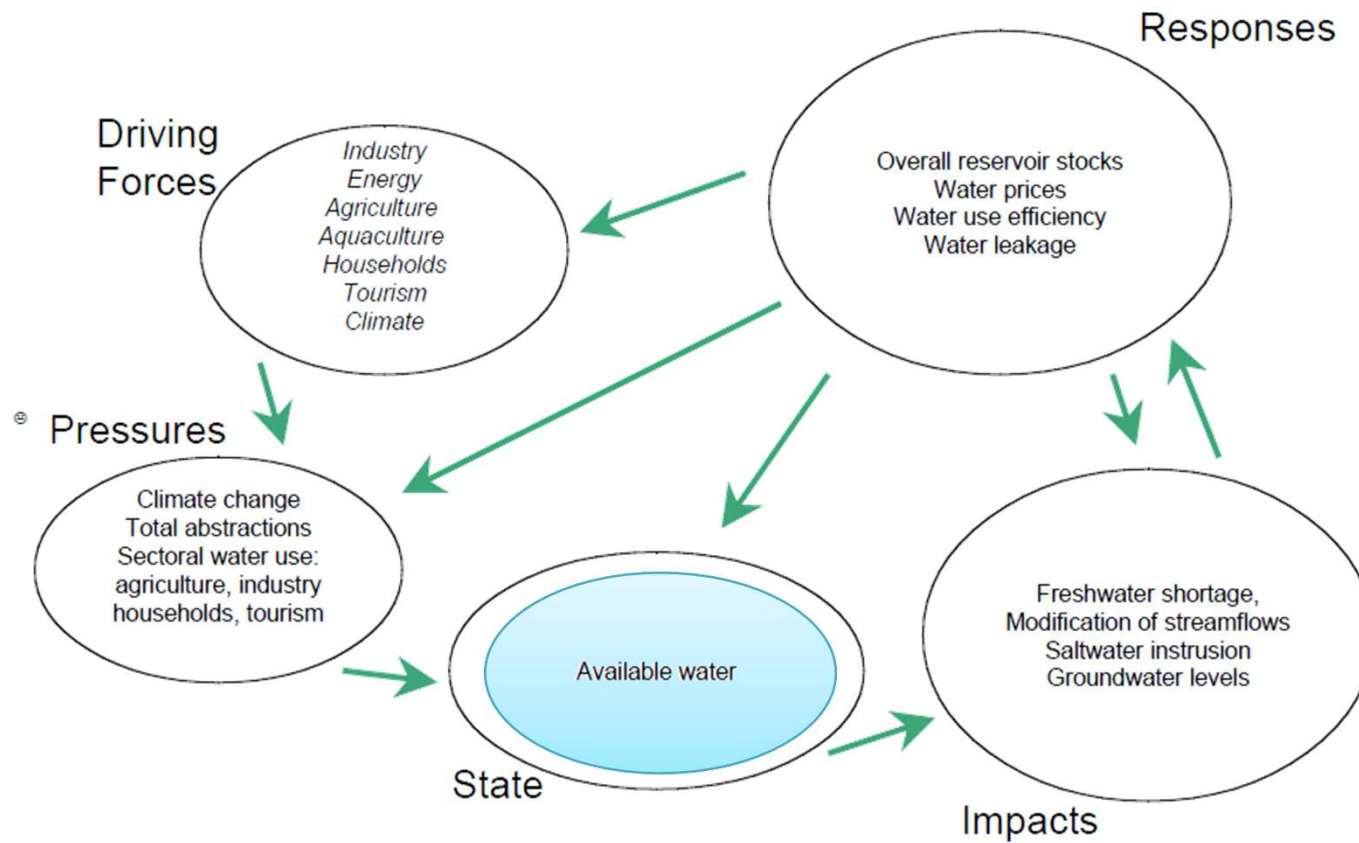 Responses
Driving
Forces
Industry
Energy
Agriculture
Aquaculture
Households
Tourism
Climate
Overall reservoir stocks
Water prices
Water use efficiency
Water leakage
Pressures
Climate change
Total abstractions
Sectoral water use:
agriculture, industry
households, tourism
Available water
State
Freshwater shortage,
Modification of streamflows
Saltwater instrusion
Groundwater levels
Impacts